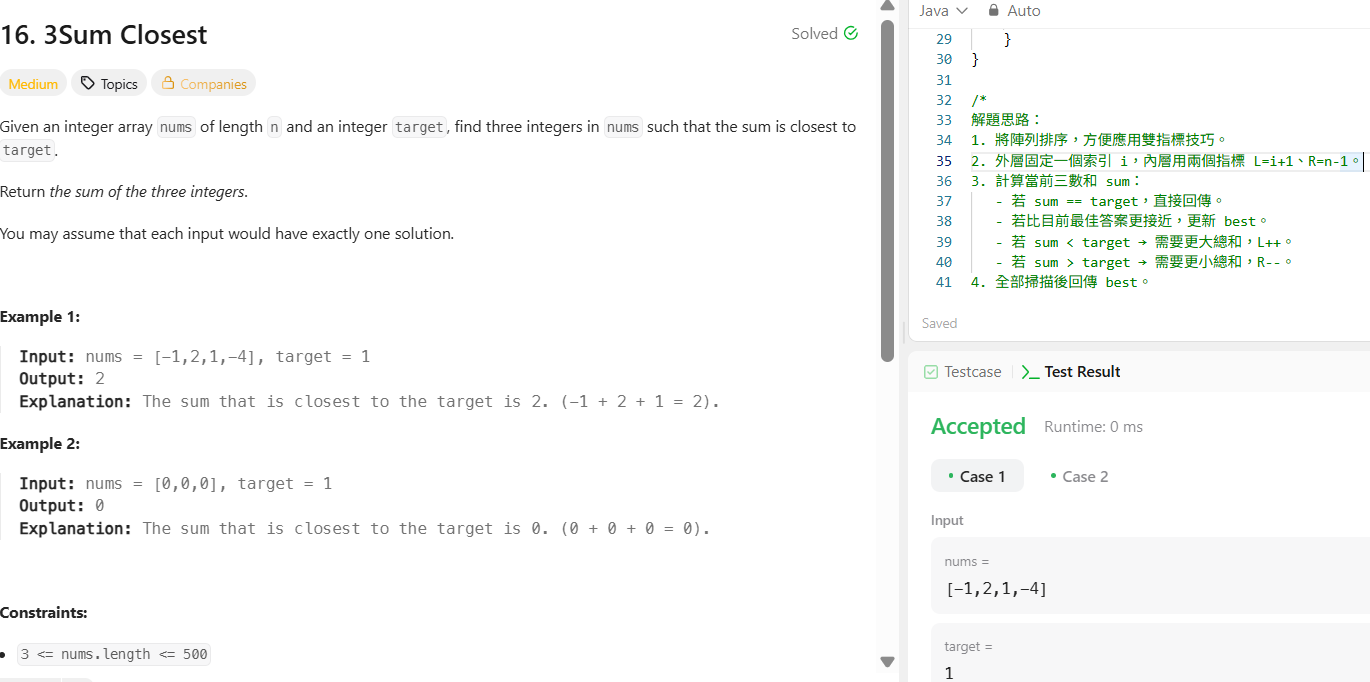 16. 3Sum Closest
Solved
Medium
Topics
Companies
Given an integer array nums of length n and an integer target, find three integers in nums such that the sum is closest to
target.
Return the sum of the three integers.
You may assume that each input would have exactly one solution.
Example 1:
Input: nums = [-1,2,1,-4], target = 1
Output: 2
Explanation: The sum that is closest to the target is 2. (-1 + 2 + 1 = 2).
Example 2:
Input: nums = [0,0,0], target = 1
Output: 0
Explanation: The sum that is closest to the target is 0. (0 + 0 + 0 = 0).
Constraints:
3 <= nums.length <= 500
Java
Auto
29 }
30 }
31
32 /*
33 解題思路：
34 1. 將陣列排序，方便應用雙指標技巧。
35 2. 外層固定一個索引 i，內層用兩個指標 L=i+1、R=n-1。
36 3. 計算當前三數和 sum：
37 - 若 sum == target，直接回傳。
38 - 若比目前最佳答案更接近，更新 best。
39 - 若 sum < target → 需要更大總和，L++。
40 - 若 sum > target → 需要更小總和，R--。
41 4. 全部掃描後回傳 best。
Saved
Testcase
Test Result
Accepted
Runtime: 0 ms
Case 1
Case 2
Input
nums =
[-1,2,1,-4]
target =
1